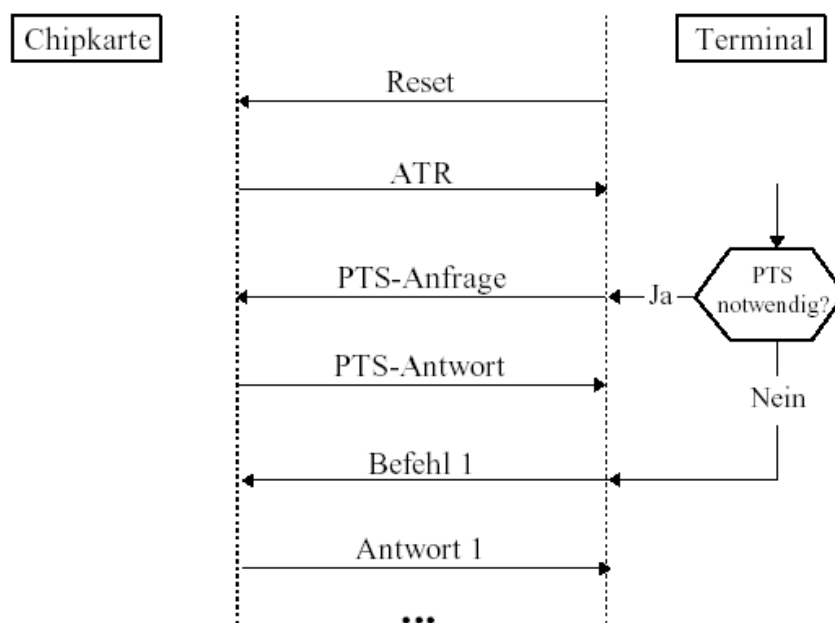 Chipkarte
Terminal
Reset
ATR
PTS-Anfrage
Ja
PTS
notwendig?
PTS-Antwort
Nein
Befehl 1
Antwort 1
...